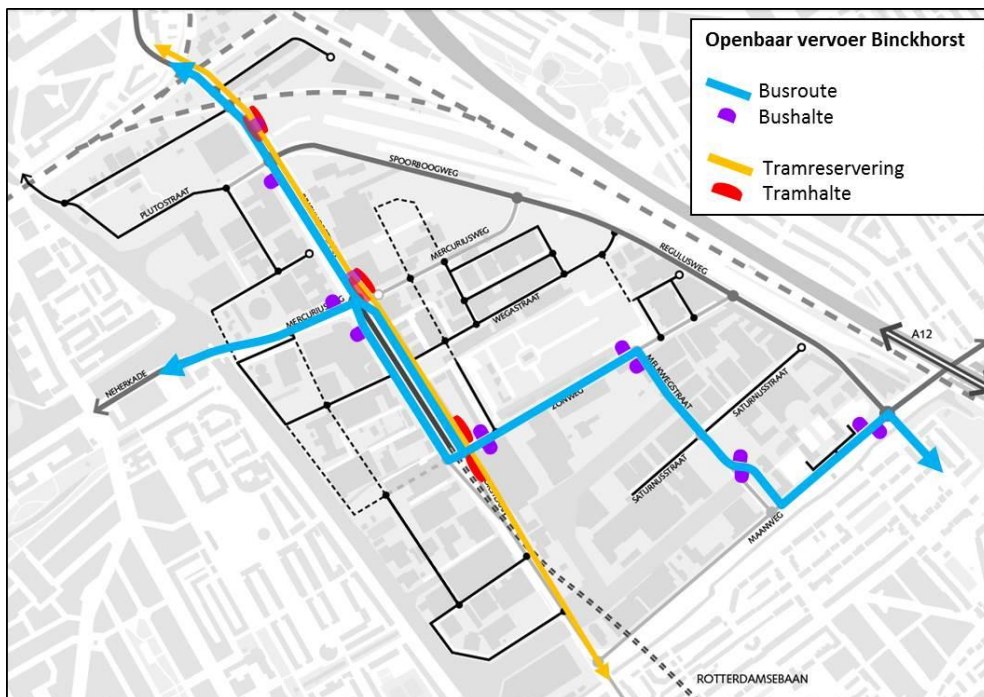 Openbaar vervoer Binckhorst
Busroute
Bushalte
Tramreservering
Tramhalte
SPOORBOOGWEG
PLUTOSTRAAT
MERCURIUSWEG
REGULUSWEG
WEGASTRAAT
MERCURIUSWEG
A12
NEHERKADE
ZONWEG
MELKWEGSTRAAT
SATURNUSSTRAAT
SATURNUSSTRAAT
MAANWEG
ROTTERDAMSEBAAN